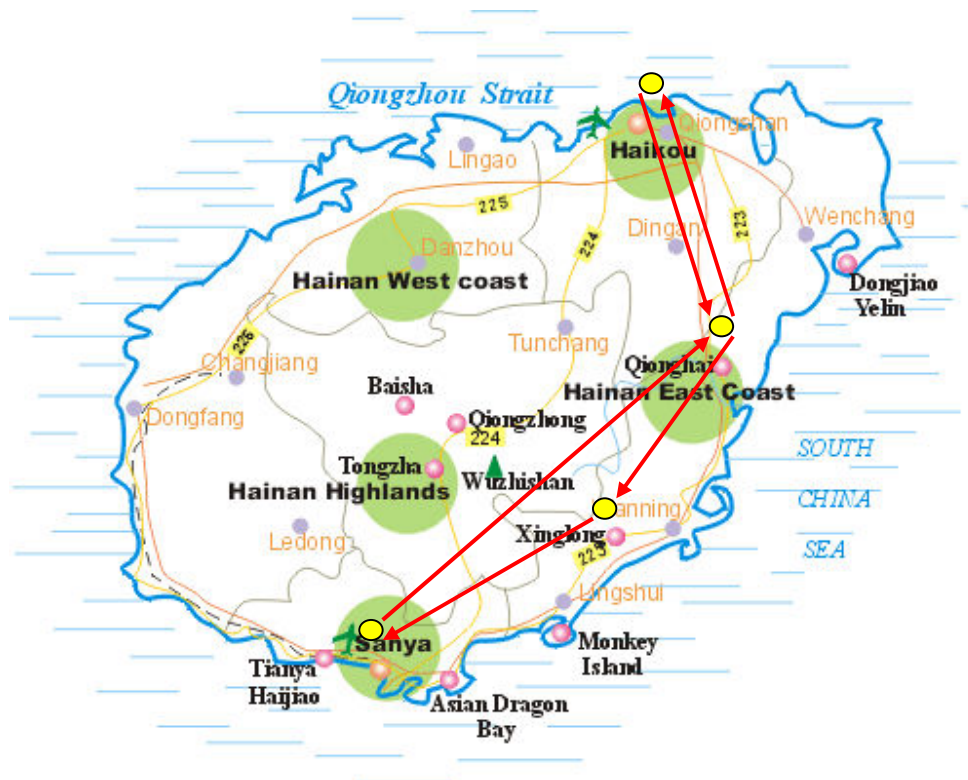 Qiongzhou Strait
Qiongshan
Haikou
Lingao
225
224
223
Dingan
Wenchang
Danzhou
Hainan West coast
Dongjiao
Yelin
226
Tunchang
Changjiang
Qionghai
Hainan East Coast
Baisha
Dongfang
Qiongzhong
224
SOUTH
Tongzha
Wuzhishan
Hainan Highlands
CHINA
anning
Xinglong
Ledong
SEA
223
Lingshui
Sanya
Monkey
Island
Tianya
Haijiao
Asian Dragon
Bay